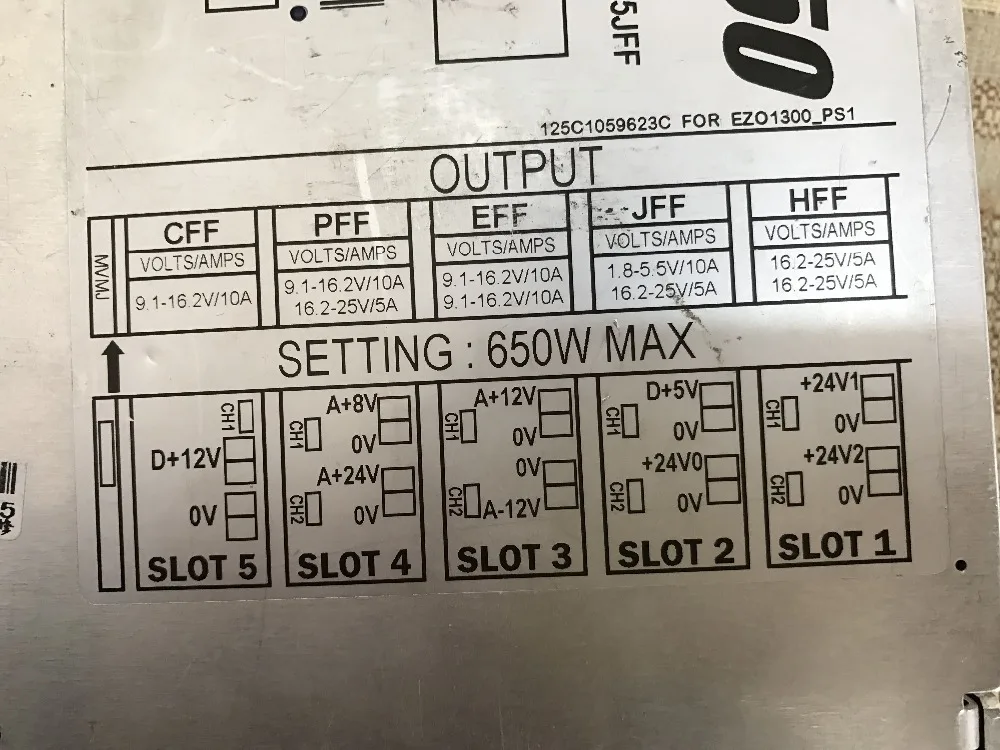 5JFF
50
125C1059623C FOR EZO1300_PS1
OUTPUT
MV/MJ
CFF
VOLTS/AMPS
9.1-16.2V/10A
PFF
VOLTS/AMPS
9.1-16.2V/10A
16.2-25V/5A
EFF
VOLTS/AMPS
9.1-16.2V/10A
9.1-16.2V/10A
JFF
VOLTS/AMPS
1.8-5.5V/10A
16.2-25V/5A
HFF
VOLTS/AMPS
16.2-25V/5A
16.2-25V/5A
SETTING : 650W MAX
CH1
D+12V
0V
SLOT 5
A+8V
CH1
0V
A+24V
CH2
0V
SLOT 4
A+12V
CH1
0V
0V
CH2
A-12V
SLOT 3
D+5V
CH1
0V
+24V0
CH2
0V
SLOT 2
+24V1
CH1
0V
+24V2
CH2
0V
SLOT 1
5